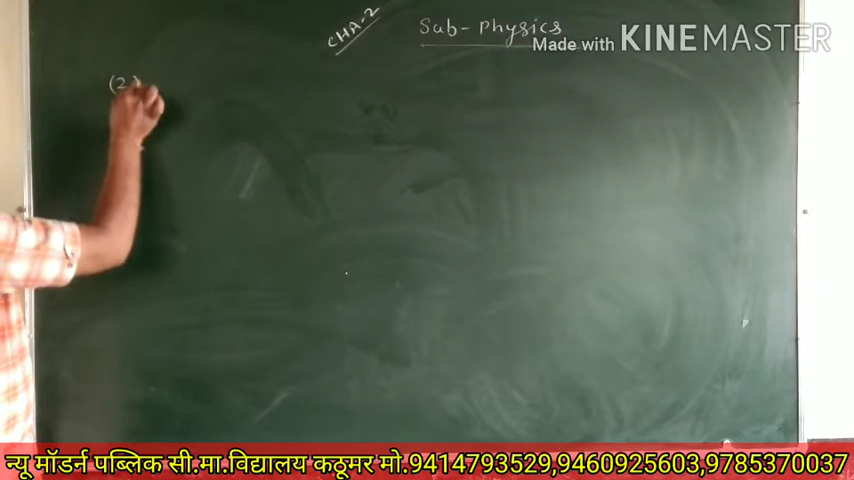 CHA-2
Sub-Physics
Made with KINEMASTER
(2)
न्यू मॉडर्न पब्लिक सी.मा.विद्यालय कठूमर मो.9414793529,9460925603,9785370037